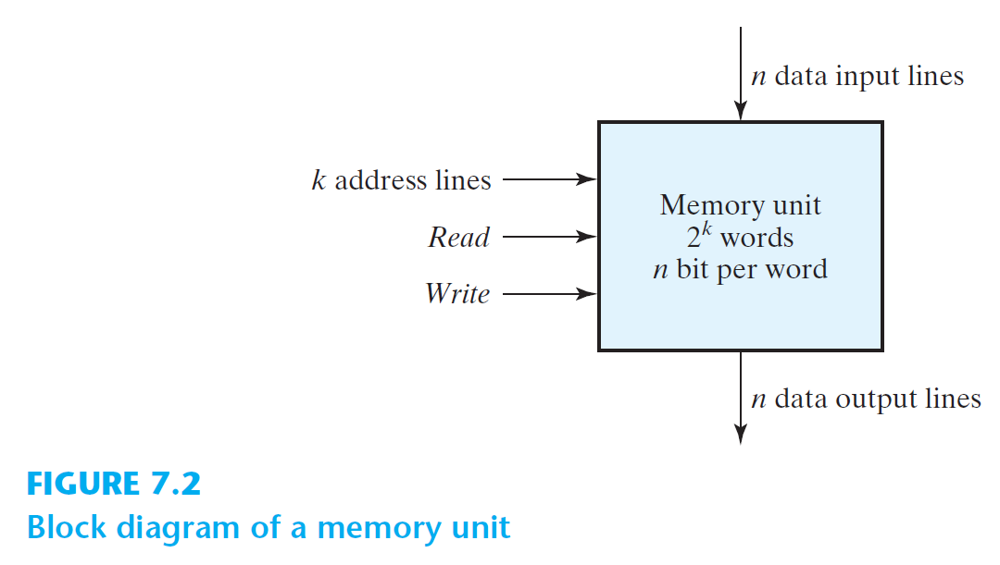 n data input lines
k address lines
Read
Write
Memory unit
2^k words
n bit per word
n data output lines
FIGURE 7.2
Block diagram of a memory unit